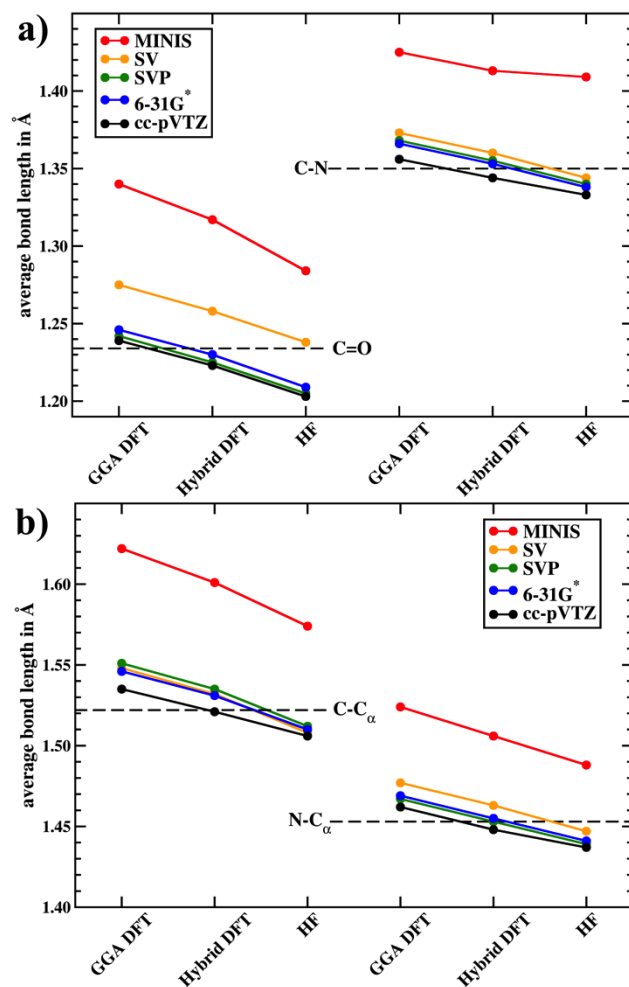 a)
MINIS
SV
SVP
6-31G*
cc-pVTZ
average bond length in Å
1.40
1.35
1.30
1.25
1.20
C-N
C=O
GGA DFT
Hybrid DFT
HF
GGA DFT
Hybrid DFT
HF
b)
MINIS
SV
SVP
6-31G*
cc-pVTZ
average bond length in Å
1.60
1.55
1.50
1.45
1.40
C-Cα
N-Cα
GGA DFT
Hybrid DFT
HF
GGA DFT
Hybrid DFT
HF